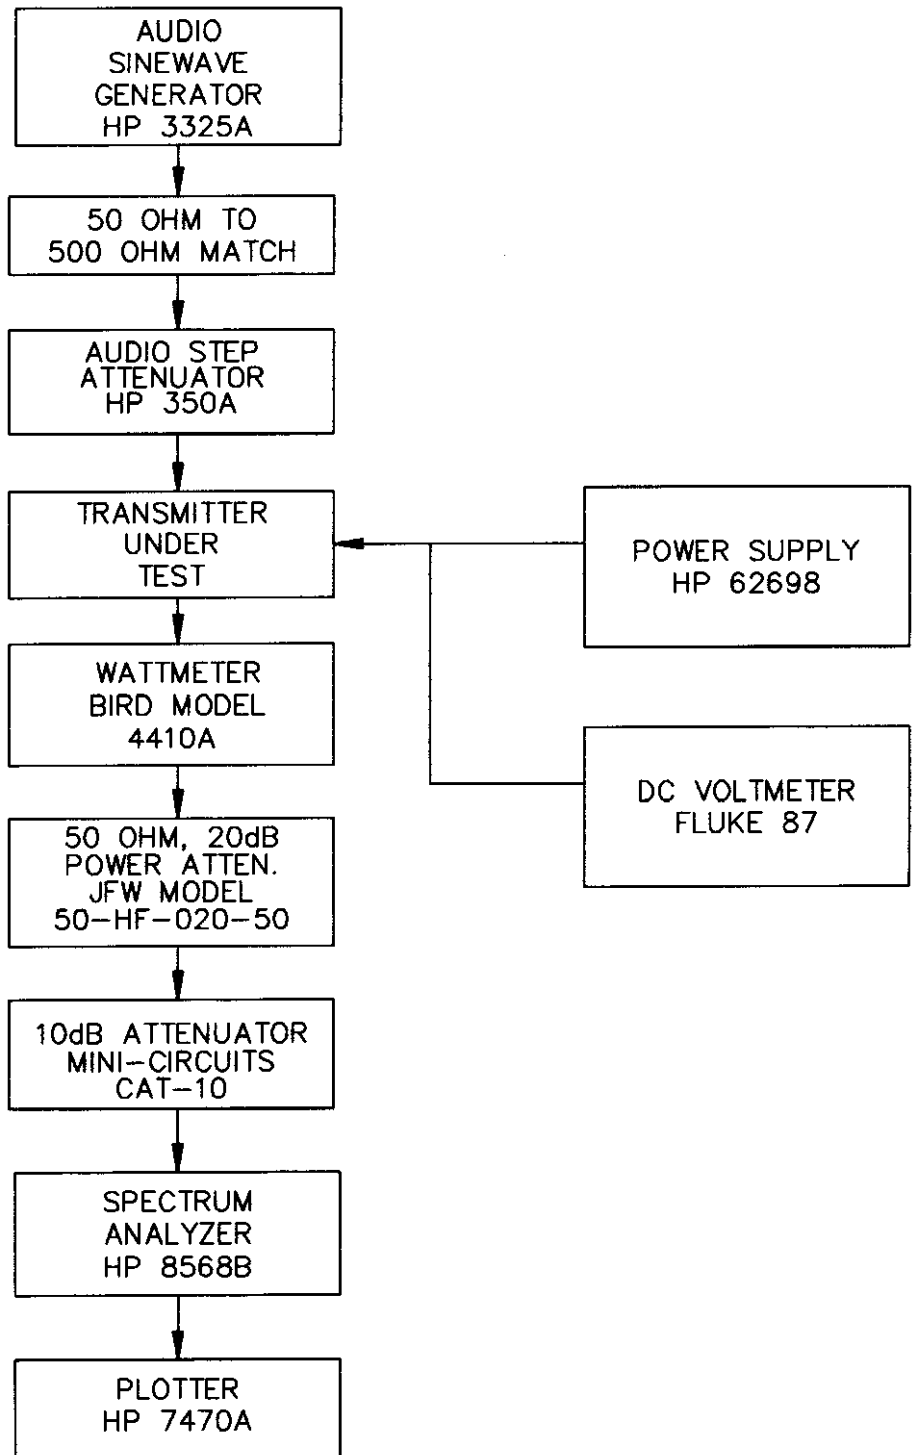 AUDIO
SINEWAVE
GENERATOR
HP 3325A
50 OHM TO
500 OHM MATCH
AUDIO STEP
ATTENUATOR
HP 350A
TRANSMITTER
UNDER
TEST
POWER SUPPLY
HP 62698
WATTMETER
BIRD MODEL
4410A
DC VOLTMETER
FLUKE 87
50 OHM, 20dB
POWER ATTEN.
JFW MODEL
50-HF-020-50
10dB ATTENUATOR
MINI-CIRCUITS
CAT-10
SPECTRUM
ANALYZER
HP 8568B
PLOTTER
HP 7470A